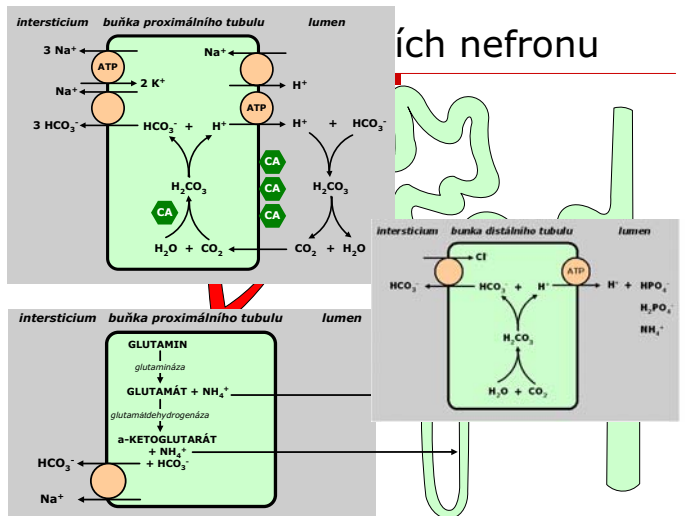 ích nefronu
intersticium buňka proximálního tubulu lumen
3 Na⁺ Na⁺
ATP
2 K⁺ H⁺
Na⁺
ATP
3 HCO₃⁻ HCO₃⁻ + H⁺ H⁺ + HCO₃⁻
CA
H₂CO₃ CA H₂CO₃
CA CA
H₂O + CO₂ CO₂ + H₂O
intersticium bunka distálního tubulu lumen
Cl⁻
ATP
HCO₃⁻ HCO₃⁻ + H⁺ H⁺ + HPO₄⁻
H₂PO₄⁻
NH₄⁺
H₂CO₃
H₂O + CO₂
intersticium buňka proximálního tubulu lumen
GLUTAMIN
glutamináza
GLUTAMÁT + NH₄⁺
glutamátdehydrogenáza
a-KETOGLUTARÁT
+ NH₄⁺
HCO₃⁻ + HCO₃⁻
Na⁺